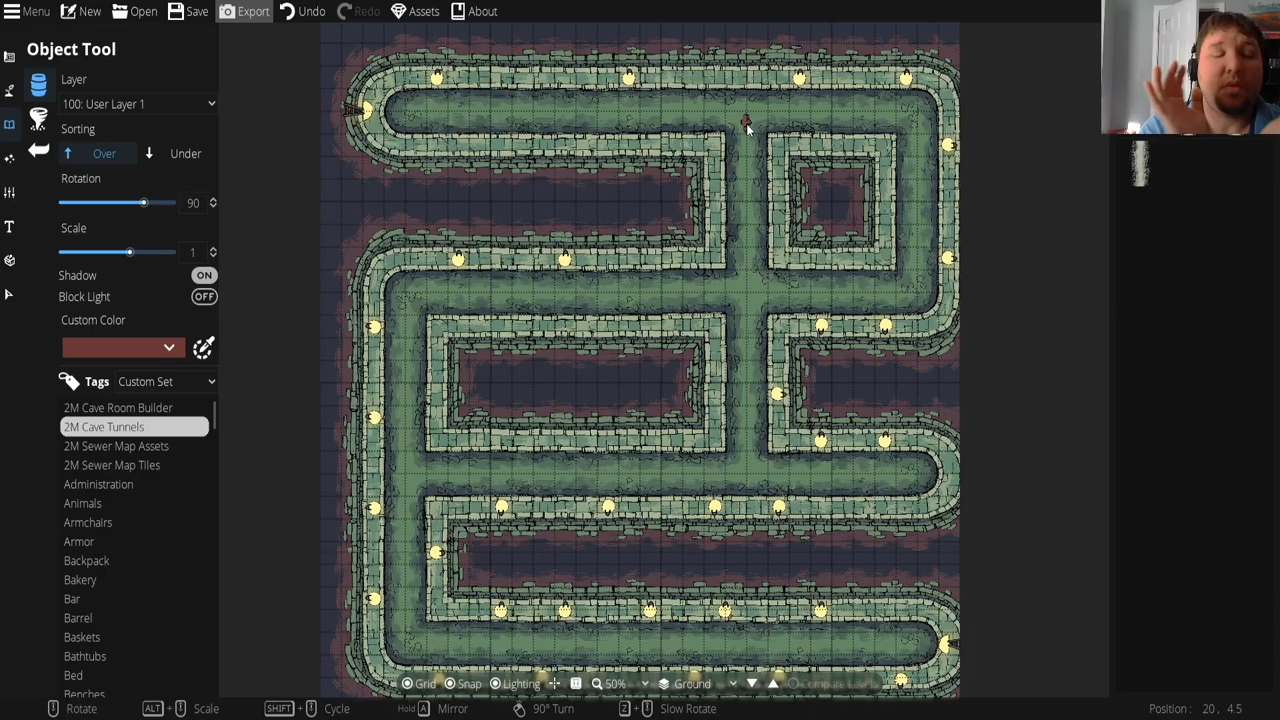 Menu New Open Save Export Undo Redo Assets About
Object Tool
Layer
100: User Layer 1
Sorting
Over Under
Rotation
90
Scale
1
Shadow ON
Block Light OFF
Custom Color
Tags Custom Set
2M Cave Room Builder
2M Cave Tunnels
2M Sewer Map Assets
2M Sewer Map Tiles
Administration
Animals
Armchairs
Armor
Backpack
Bakery
Bar
Barrel
Baskets
Bathtubs
Bed
Benches
Grid Snap Lighting 50% Ground Compare Levels
Rotate ALT + Scale SHIFT + Cycle Hold A Mirror 90° Turn Z + Slow Rotate Position : 20 , 4.5